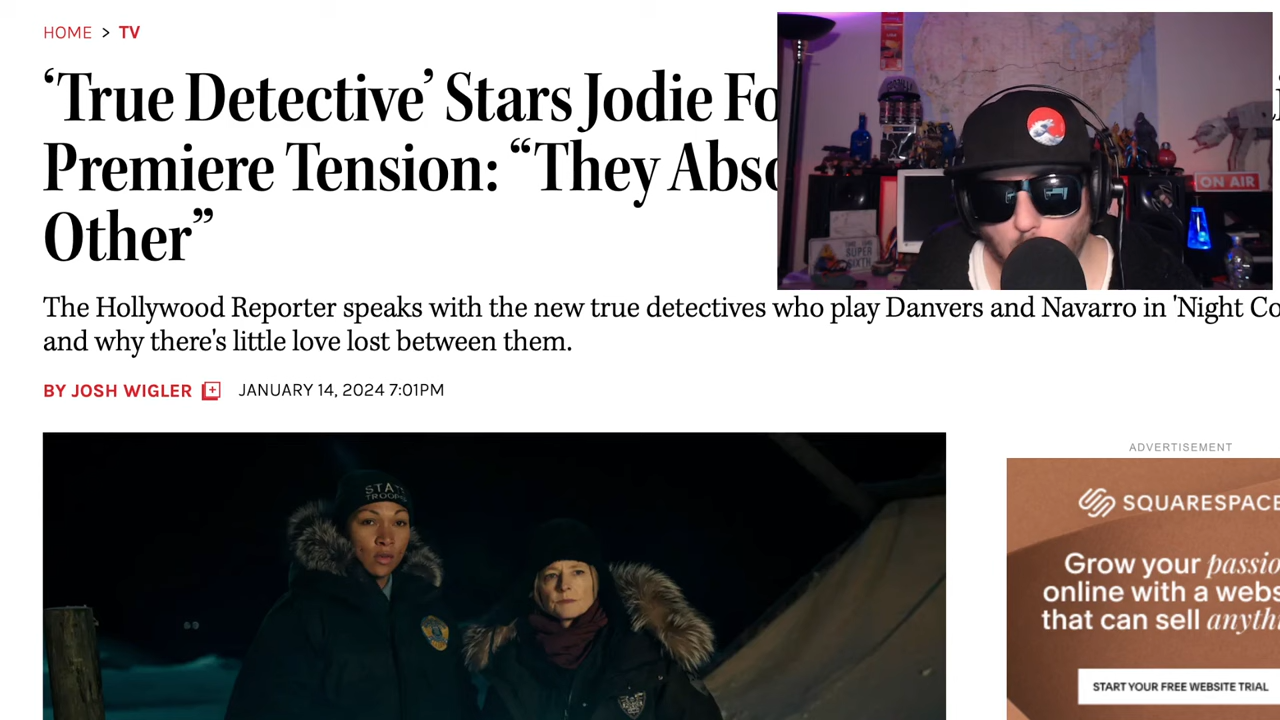 HOME > TV
‘True Detective’ Stars Jodie Fo
Premiere Tension: “They Abso
Other”
ON AIR
SUPER
SIXTH
The Hollywood Reporter speaks with the new true detectives who play Danvers and Navarro in 'Night Co
and why there's little love lost between them.
BY JOSH WIGLER JANUARY 14, 2024 7:01PM
ADVERTISEMENT
STATE
TROOPER
SQUARESPACE
Grow your passio
online with a webs
that can sell anythi
START YOUR FREE WEBSITE TRIAL